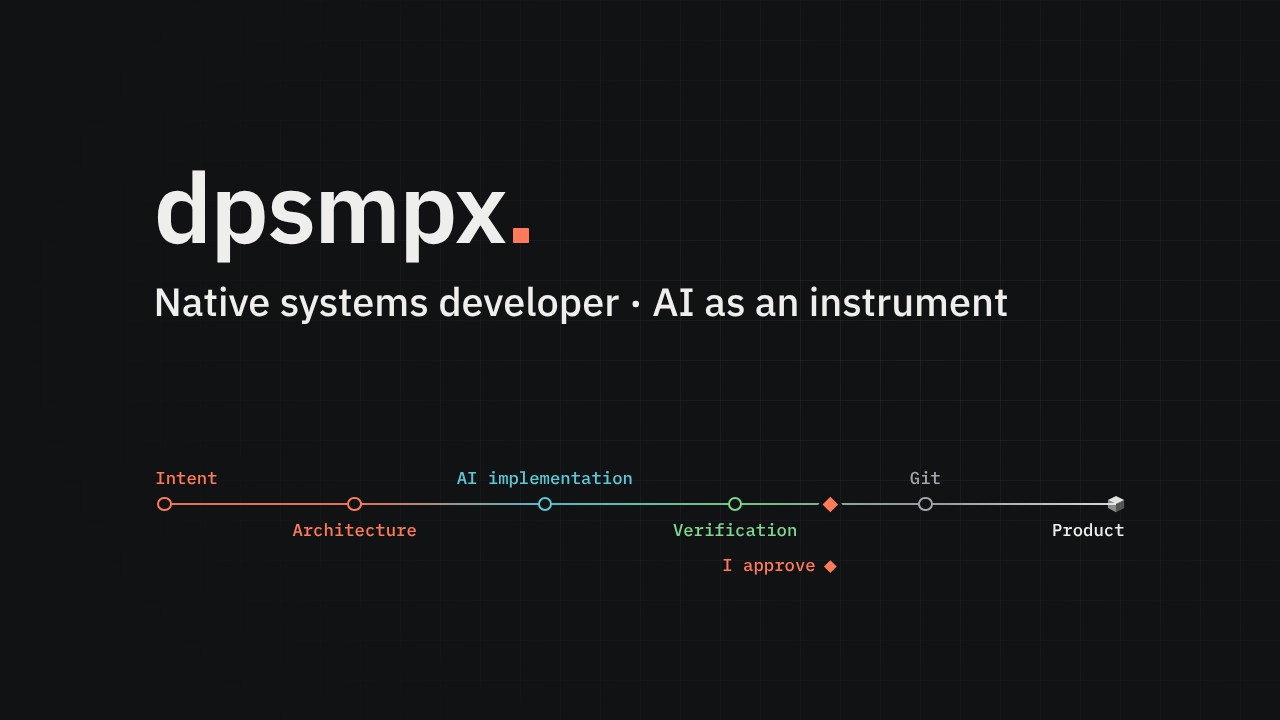 dpsmpx.
Native systems developer · AI as an instrument
Intent
Architecture
AI implementation
Verification
I approve
Git
Product